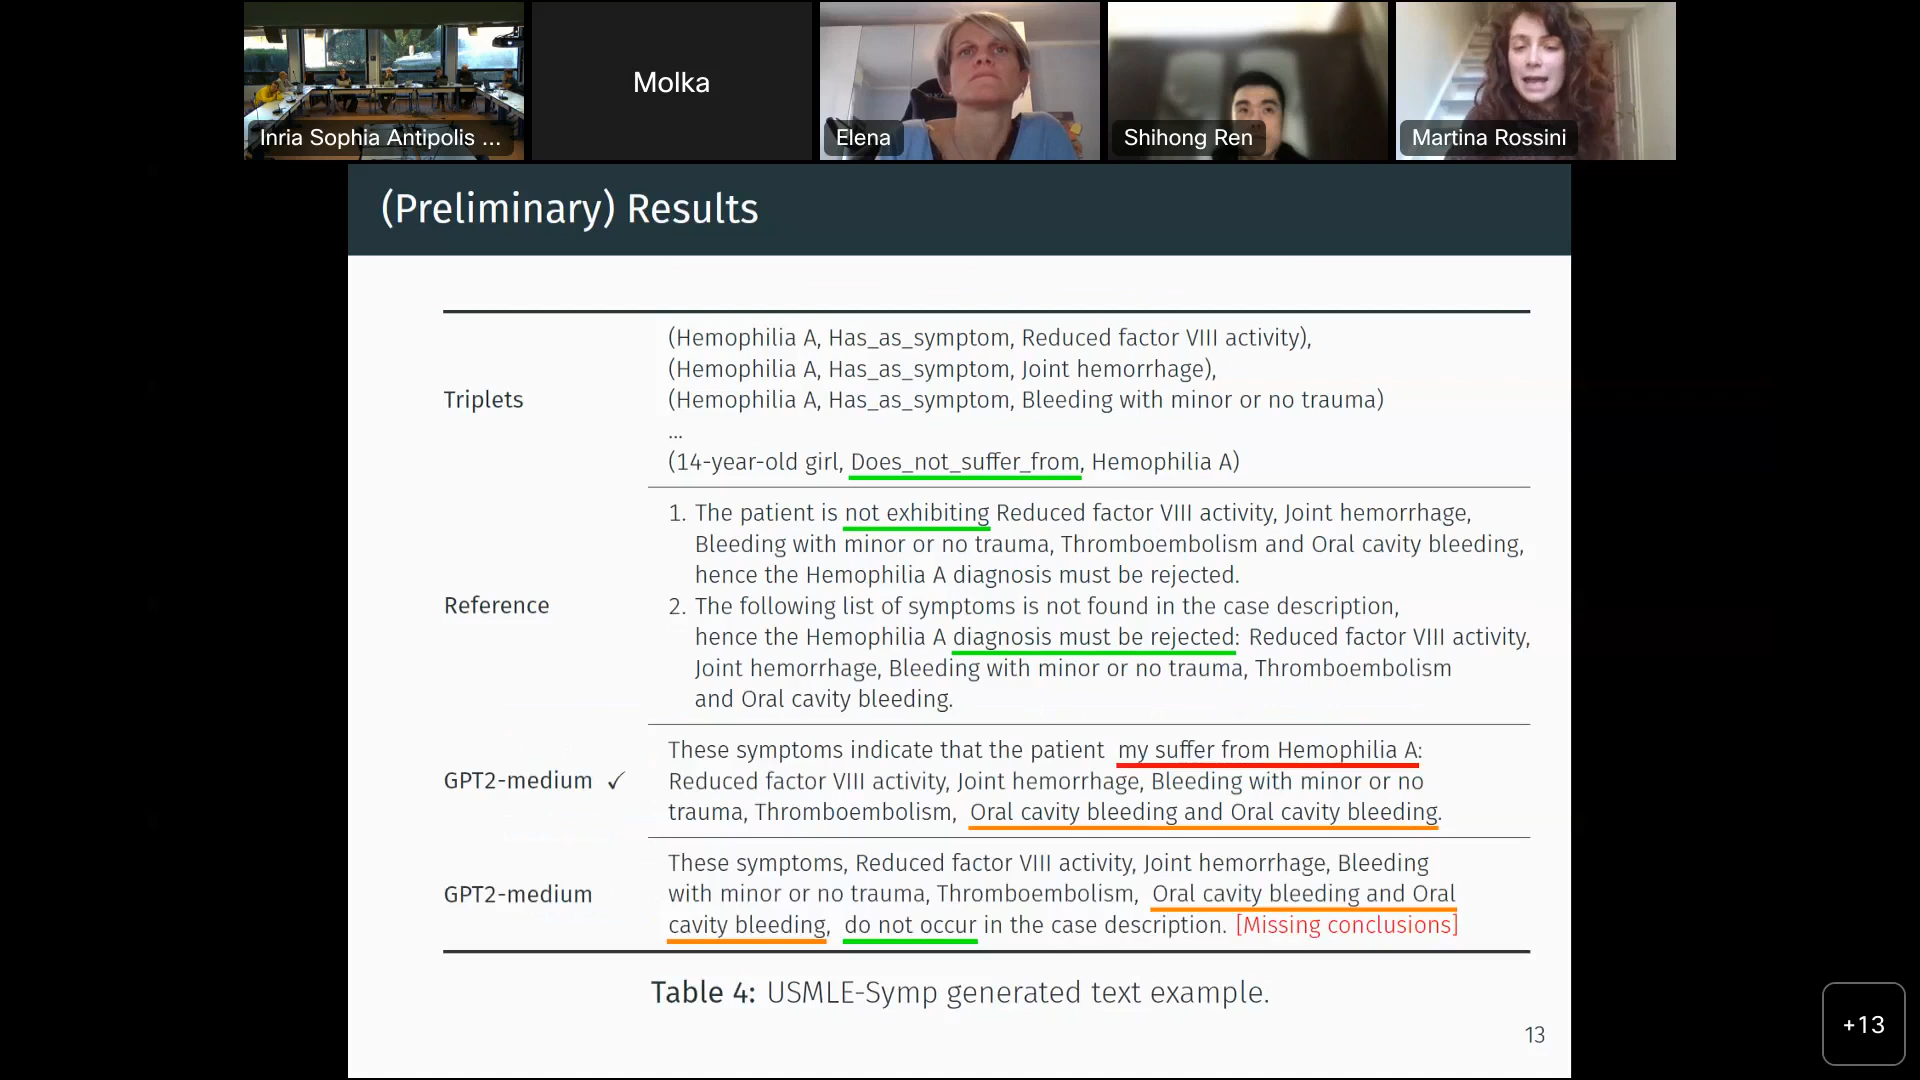 Inria Sophia Antipolis ...
Molka
Elena
Shihong Ren
Martina Rossini
(Preliminary) Results
Triplets
(Hemophilia A, Has_as_symptom, Reduced factor VIII activity),
(Hemophilia A, Has_as_symptom, Joint hemorrhage),
(Hemophilia A, Has_as_symptom, Bleeding with minor or no trauma)
...
(14-year-old girl, Does_not_suffer_from, Hemophilia A)
Reference
1. The patient is not exhibiting Reduced factor VIII activity, Joint hemorrhage,
Bleeding with minor or no trauma, Thromboembolism and Oral cavity bleeding,
hence the Hemophilia A diagnosis must be rejected.
2. The following list of symptoms is not found in the case description,
hence the Hemophilia A diagnosis must be rejected: Reduced factor VIII activity,
Joint hemorrhage, Bleeding with minor or no trauma, Thromboembolism
and Oral cavity bleeding.
GPT2-medium ✓
These symptoms indicate that the patient my suffer from Hemophilia A:
Reduced factor VIII activity, Joint hemorrhage, Bleeding with minor or no
trauma, Thromboembolism, Oral cavity bleeding and Oral cavity bleeding.
GPT2-medium
These symptoms, Reduced factor VIII activity, Joint hemorrhage, Bleeding
with minor or no trauma, Thromboembolism, Oral cavity bleeding and Oral
cavity bleeding, do not occur in the case description. [Missing conclusions]
Table 4: USMLE-Symp generated text example.
13
+13